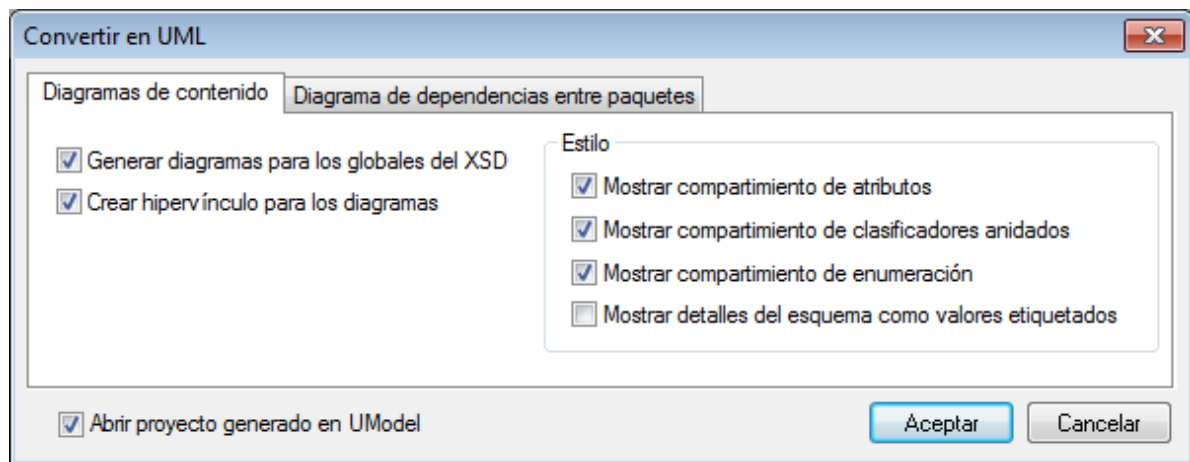 Convertir en UML
Diagramas de contenido
Diagrama de dependencias entre paquetes
Generar diagramas para los globales del XSD
Crear hipervínculo para los diagramas
Estilo
Mostrar compartimiento de atributos
Mostrar compartimiento de clasificadores anidados
Mostrar compartimiento de enumeración
Mostrar detalles del esquema como valores etiquetados
Abrir proyecto generado en UModel
Aceptar
Cancelar